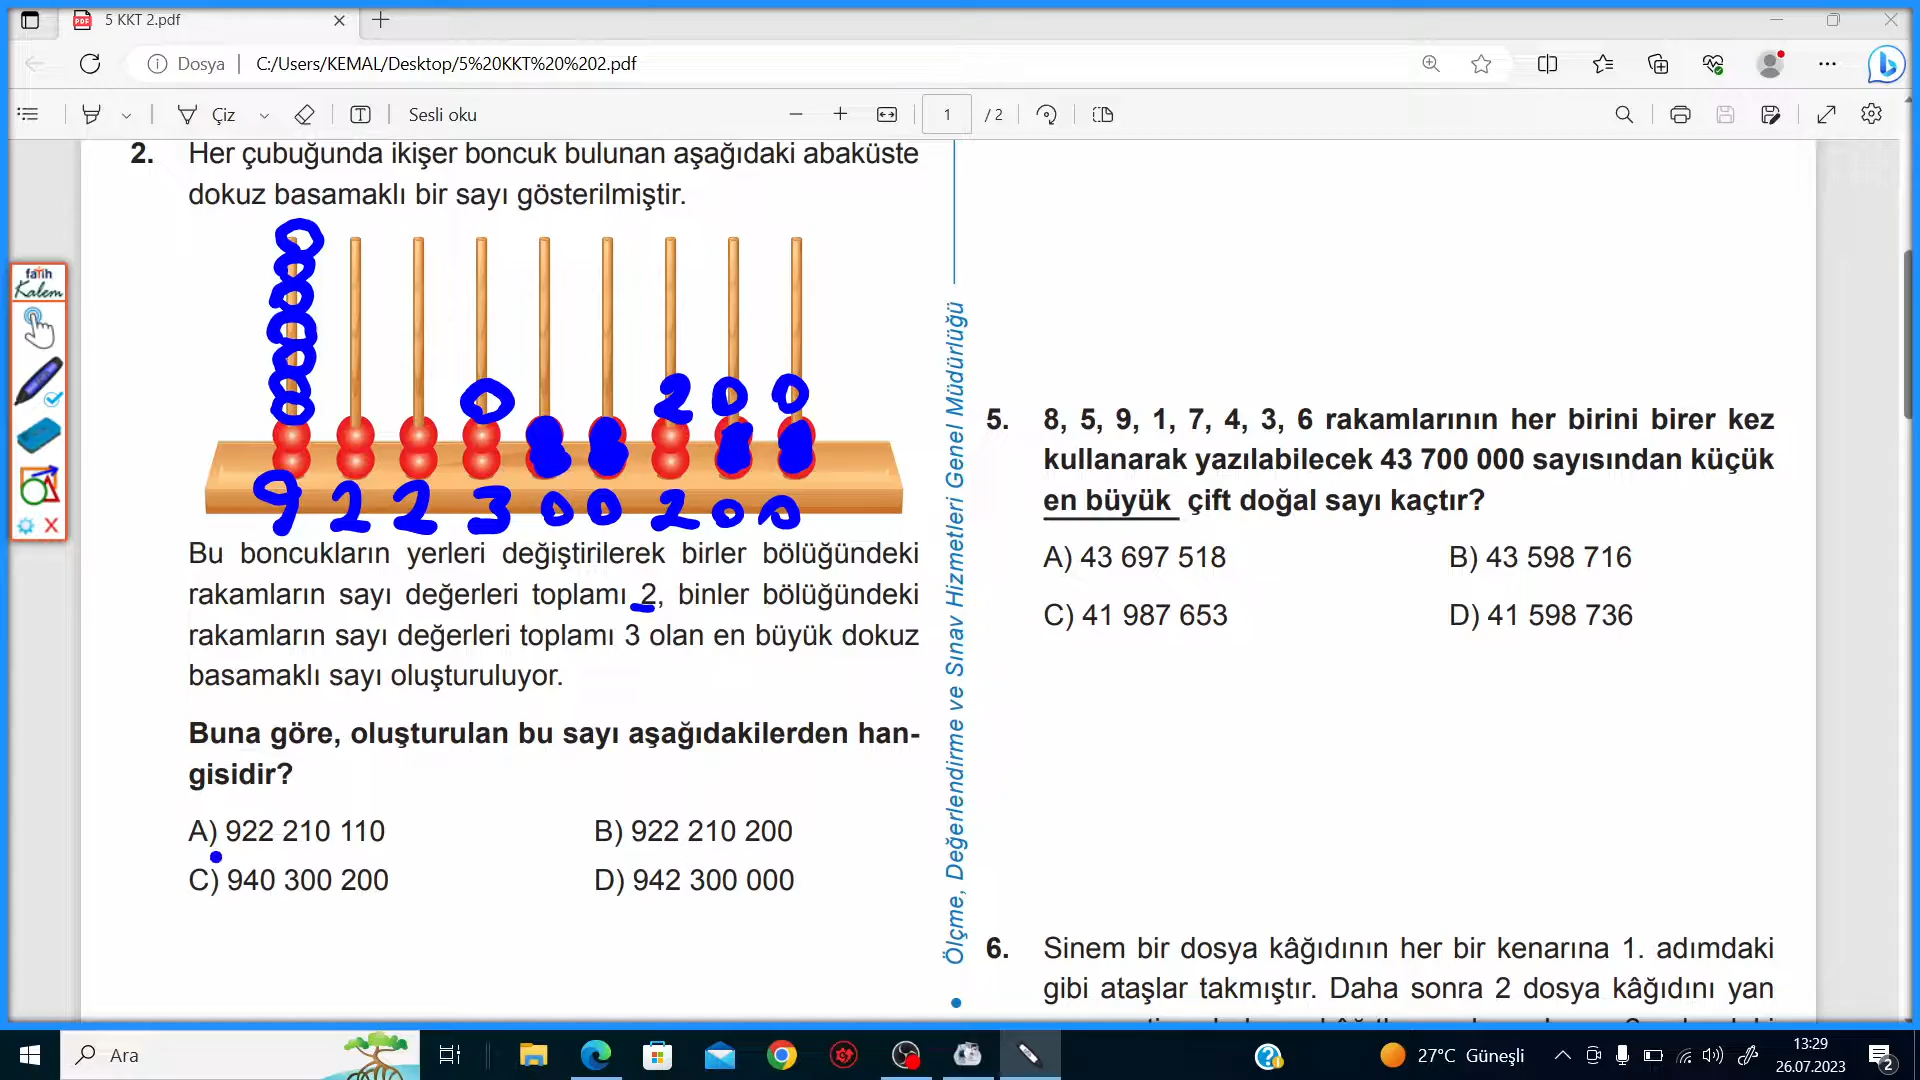 5 KKT 2.pdf
Dosya
C:/Users/KEMAL/Desktop/5%20KKT%20%202.pdf
Çiz
Sesli oku
1
/ 2
fatih
Kalem
2. Her çubuğunda ikişer boncuk bulunan aşağıdaki abaküste
dokuz basamaklı bir sayı gösterilmiştir.
0 2 0 0
9 2 2 3 0 0 2 0 0
Bu boncukların yerleri değiştirilerek birler bölüğündeki
rakamların sayı değerleri toplamı 2, binler bölüğündeki
rakamların sayı değerleri toplamı 3 olan en büyük dokuz
basamaklı sayı oluşturuluyor.
Buna göre, oluşturulan bu sayı aşağıdakilerden han-
gisidir?
A) 922 210 110
B) 922 210 200
C) 940 300 200
D) 942 300 000
Ölçme, Değerlendirme ve Sınav Hizmetleri Genel Müdürlüğü
5. 8, 5, 9, 1, 7, 4, 3, 6 rakamlarının her birini birer kez
kullanarak yazılabilecek 43 700 000 sayısından küçük
en büyük çift doğal sayı kaçtır?
A) 43 697 518
B) 43 598 716
C) 41 987 653
D) 41 598 736
6. Sinem bir dosya kâğıdının her bir kenarına 1. adımdaki
gibi ataşlar takmıştır. Daha sonra 2 dosya kâğıdını yan
Ara
27°C Güneşli
13:29
26.07.2023
2